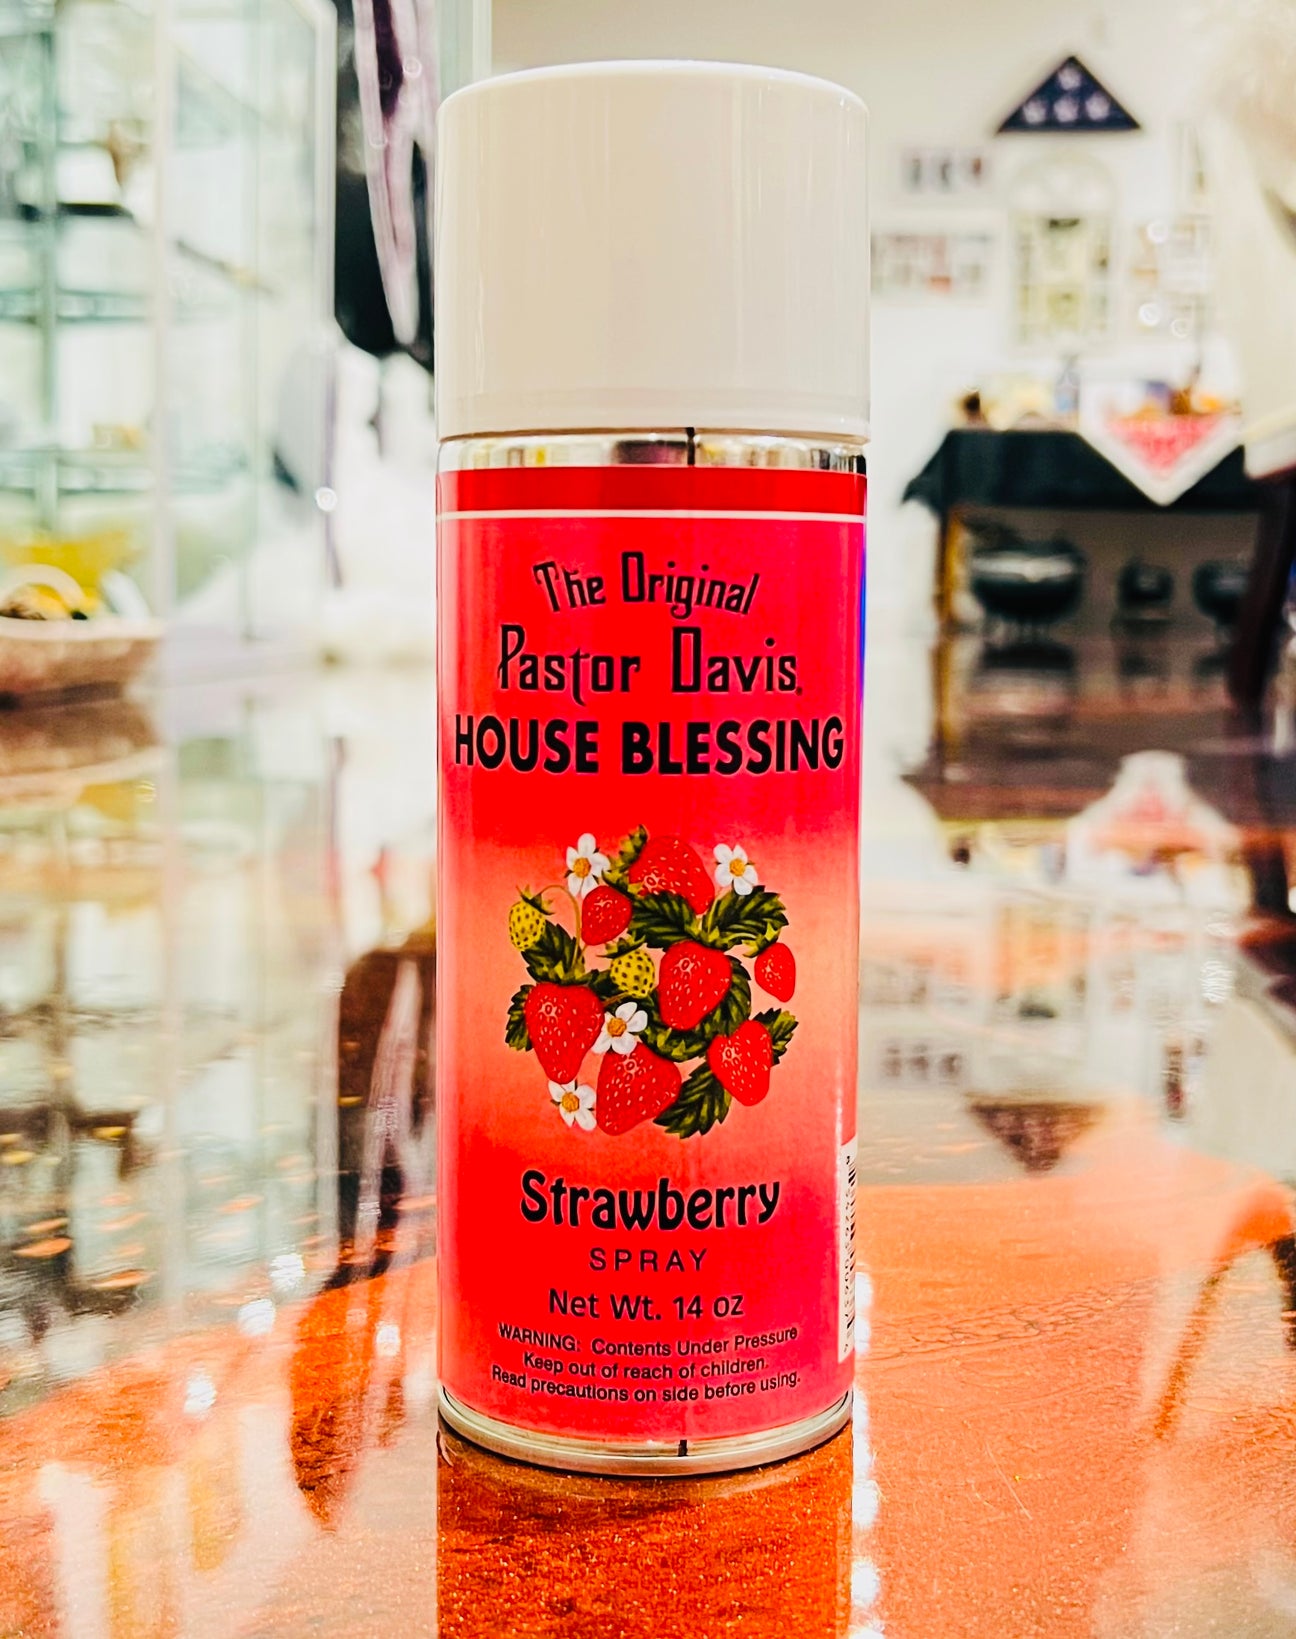 The Original
Pastor Davis
HOUSE BLESSING
Strawberry
SPRAY
Net Wt. 14 oz
WARNING: Contents Under Pressure
Keep out of reach of children.
Read precautions on side before using.